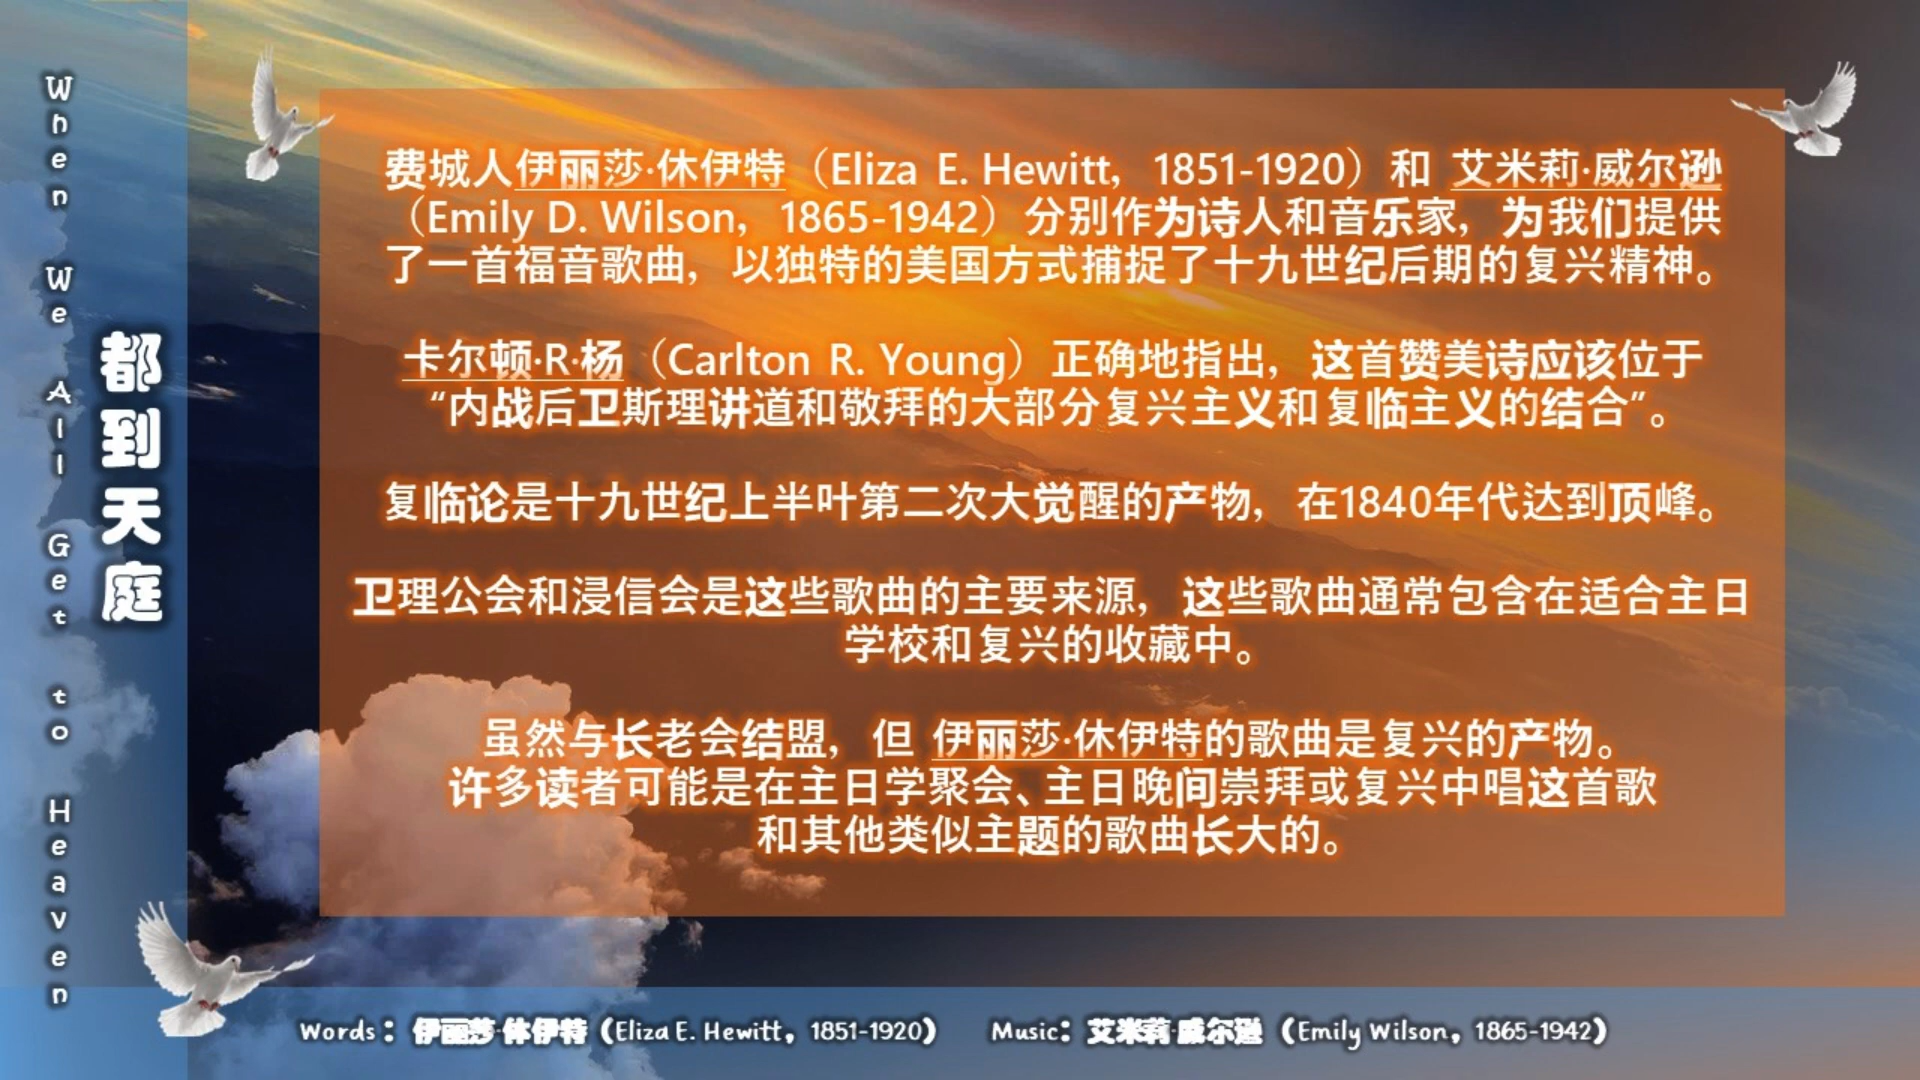 When We All Get to Heaven
都到天庭
费城人伊丽莎·休伊特（Eliza E. Hewitt，1851-1920）和 艾米莉·威尔逊
（Emily D. Wilson，1865-1942）分别作为诗人和音乐家，为我们提供
了一首福音歌曲，以独特的美国方式捕捉了十九世纪后期的复兴精神。
卡尔顿·R·杨（Carlton R. Young）正确地指出，这首赞美诗应该位于
“内战后卫斯理讲道和敬拜的大部分复兴主义和复临主义的结合”。
复临论是十九世纪上半叶第二次大觉醒的产物，在1840年代达到顶峰。
卫理公会和浸信会是这些歌曲的主要来源，这些歌曲通常包含在适合主日
学校和复兴的收藏中。
虽然与长老会结盟，但 伊丽莎·休伊特的歌曲是复兴的产物。
许多读者可能是在主日学聚会、主日晚间崇拜或复兴中唱这首歌
和其他类似主题的歌曲长大的。
Words：伊丽莎·休伊特（Eliza E. Hewitt，1851-1920） Music：艾米莉·威尔逊（Emily Wilson，1865-1942）